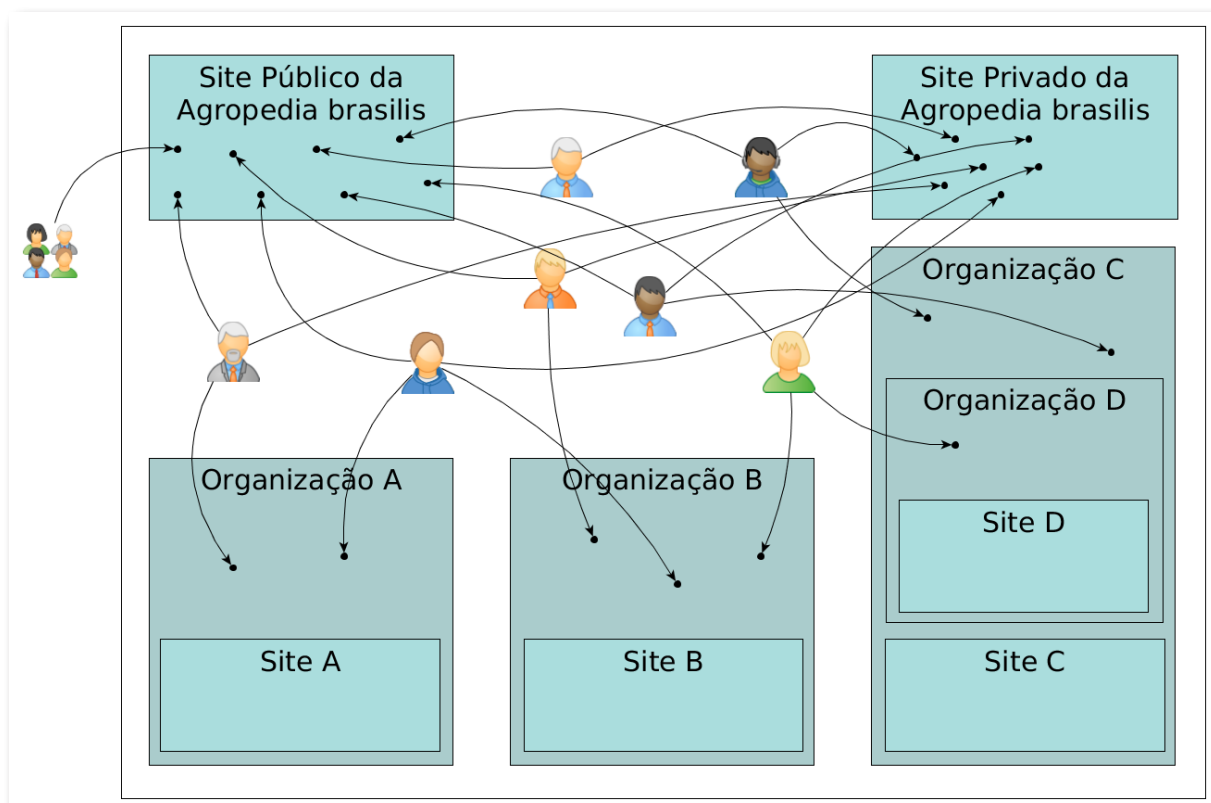 Site Público da
Agropedia brasilis
Site Privado da
Agropedia brasilis
Organização C
Organização D
Organização A
Organização B
Site D
Site A
Site B
Site C